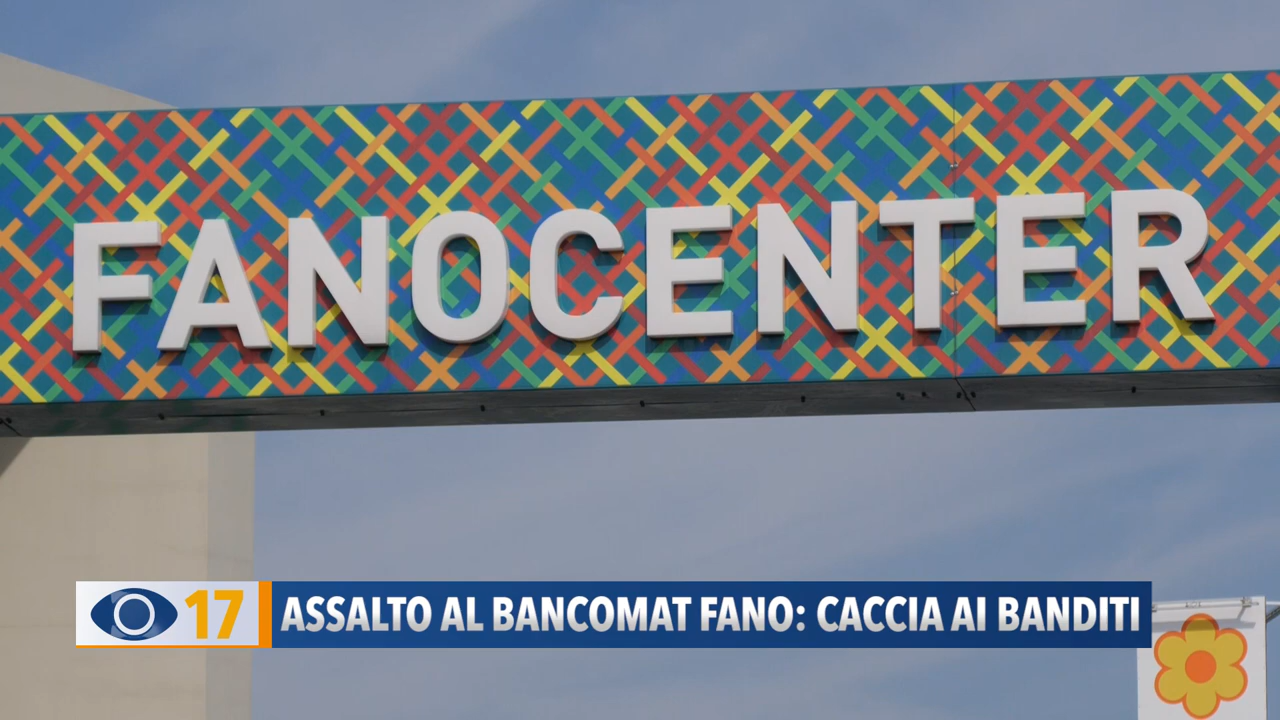 FANOCENTER
17
ASSALTO AL BANCOMAT FANO: CACCIA AI BANDITI